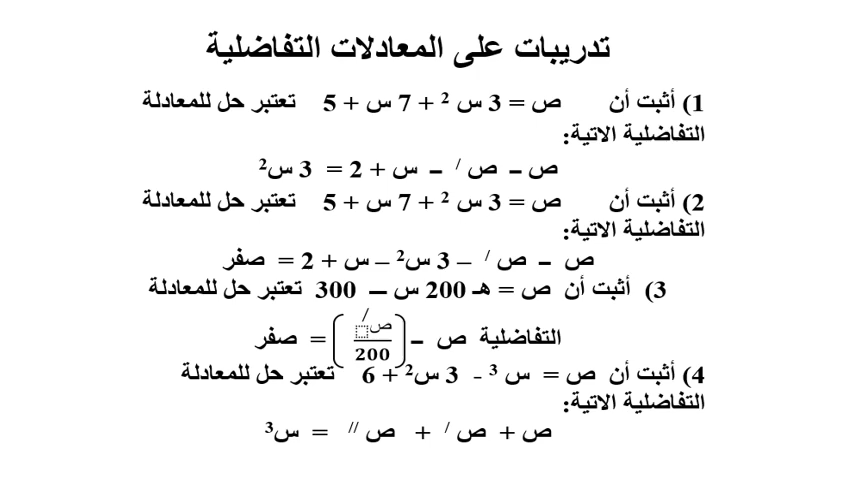 تدريبات على المعادلات التفاضلية
1) أثبت أن ص = 3 س 2 + 7 س + 5 تعتبر حل للمعادلة
التفاضلية الاتية:
ص – ص / – س + 2 = 3 س2
2) أثبت أن ص = 3 س 2 + 7 س + 5 تعتبر حل للمعادلة
التفاضلية الاتية:
ص – ص / – 3 س2 – س + 2 = صفر
3) أثبت أن ص = هـ 200 س – 300 تعتبر حل للمعادلة
التفاضلية ص – ( ص / / 200 ) = صفر
4) أثبت أن ص = س 3 - 3 س2 + 6 تعتبر حل للمعادلة
التفاضلية الاتية:
ص + ص / + ص // = س3